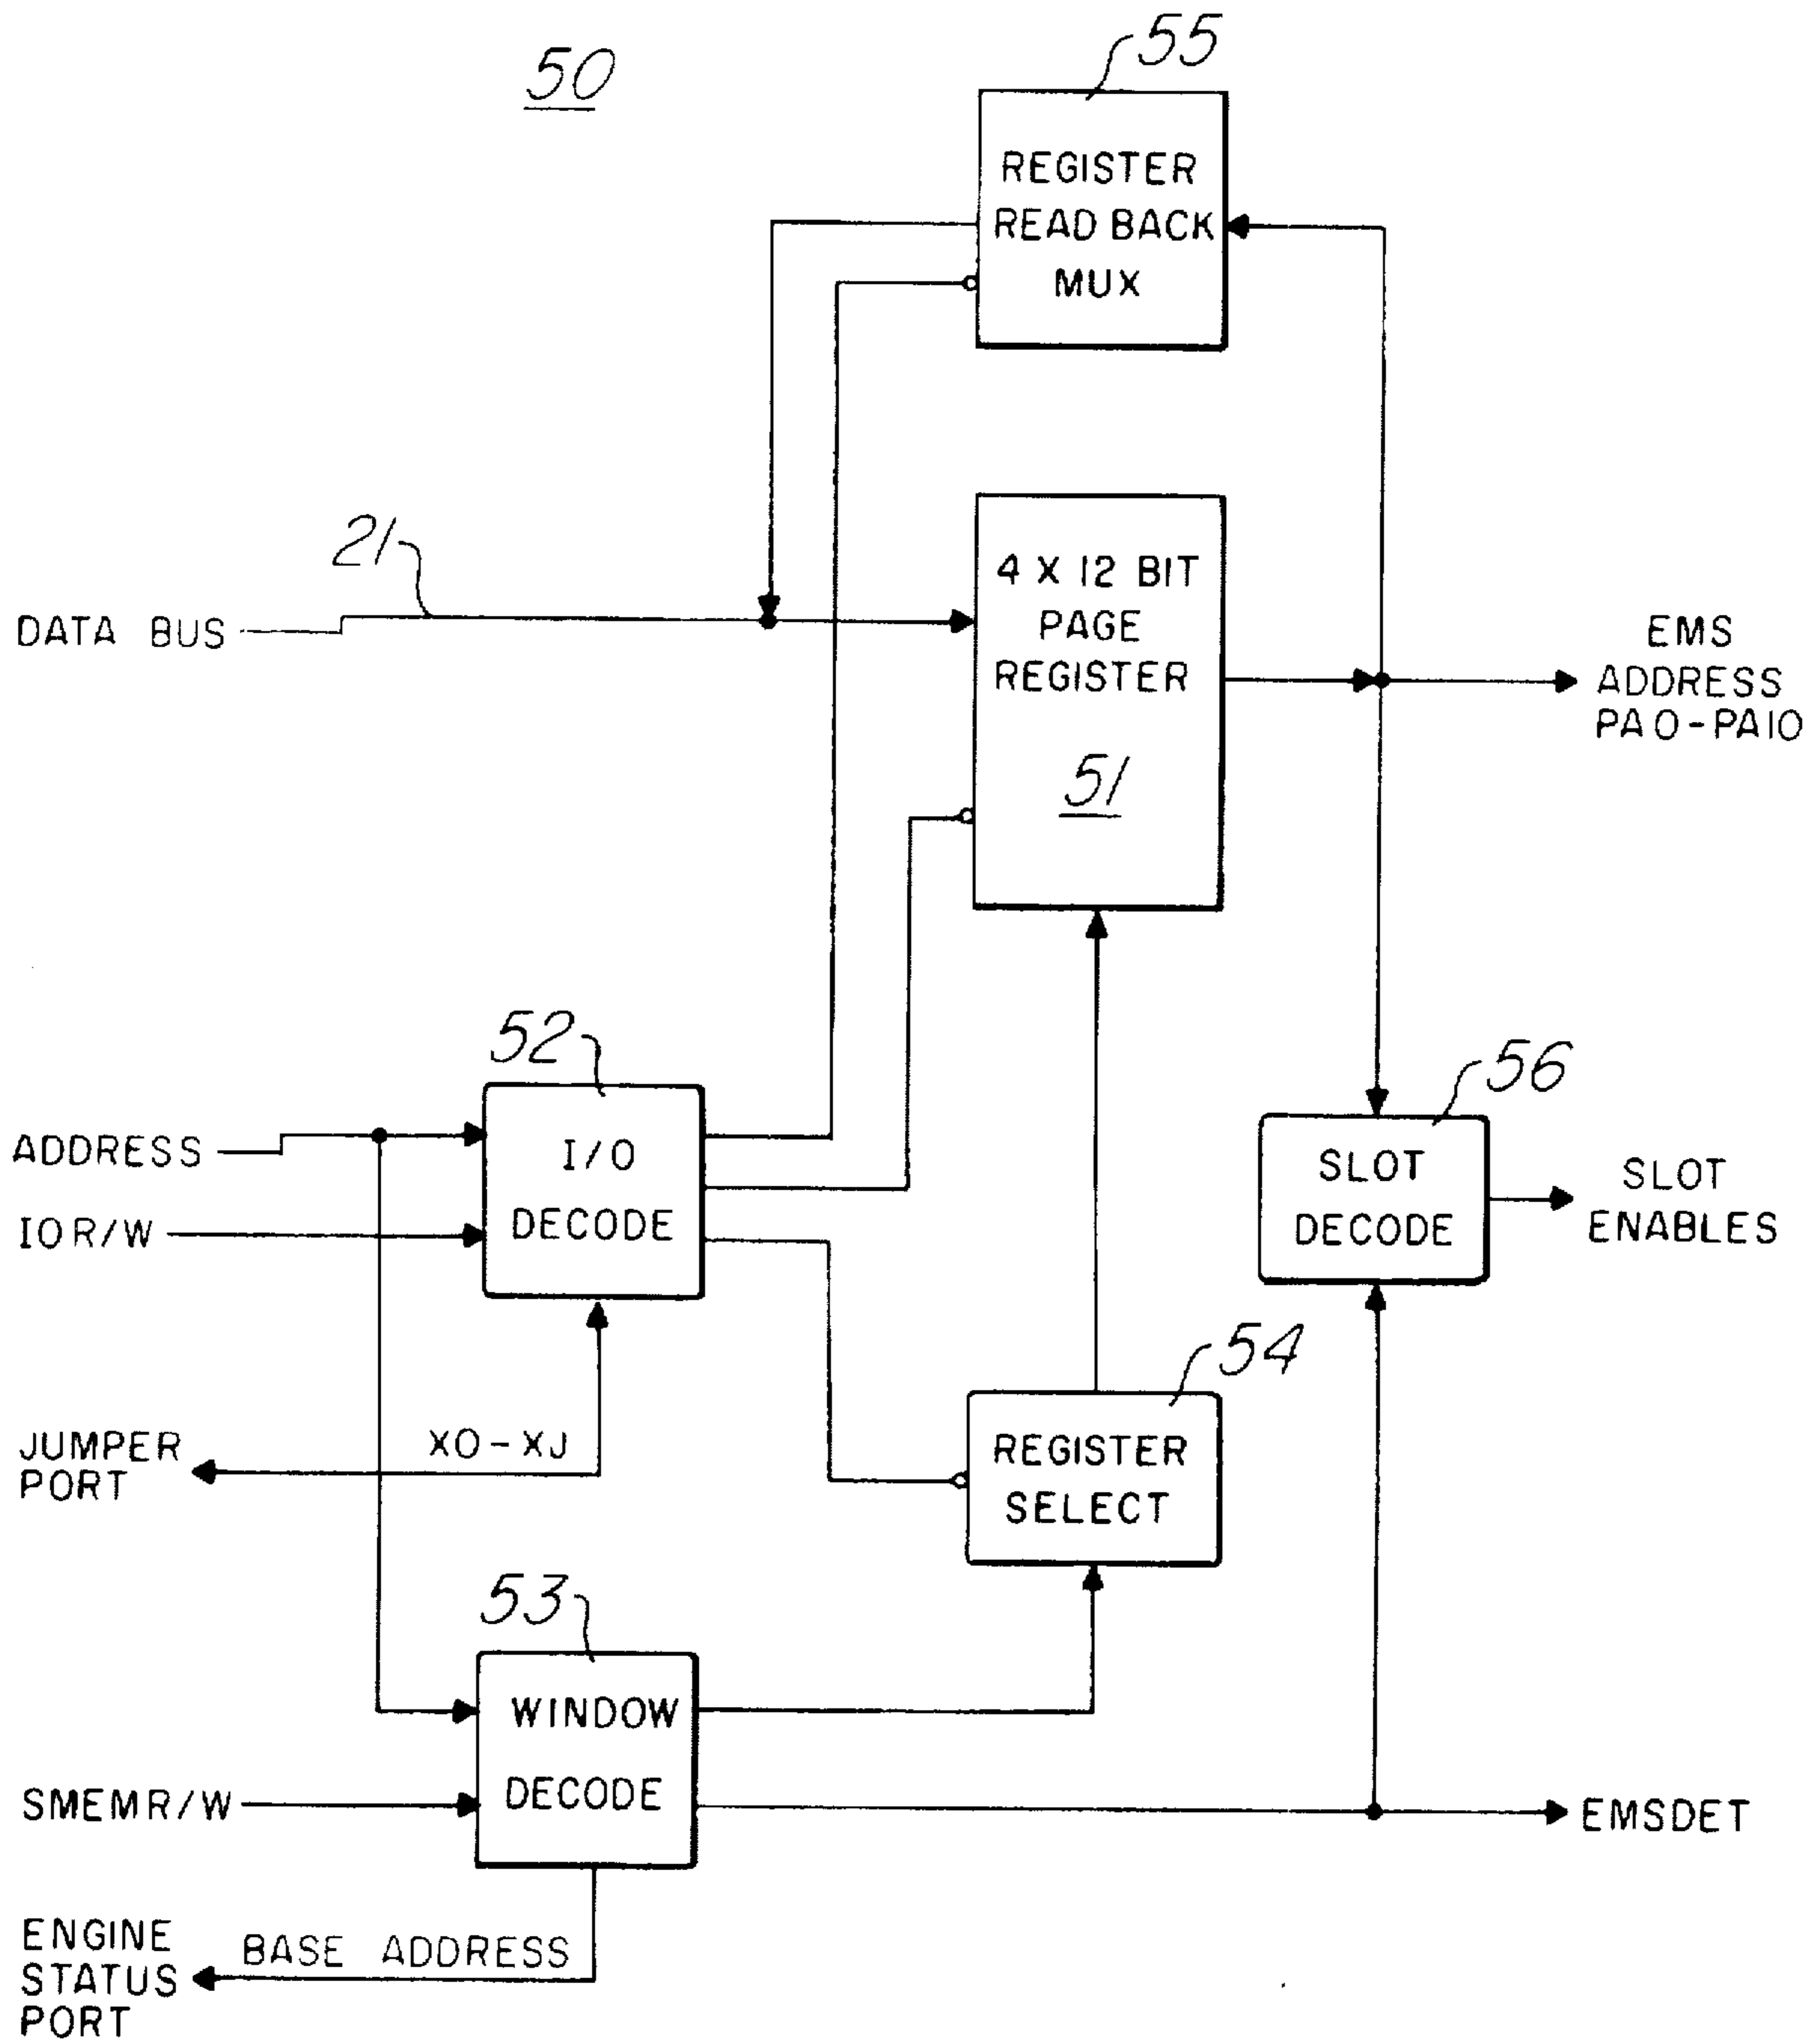 50
55
REGISTER
READ BACK
MUX
21
DATA BUS
4 X 12 BIT
PAGE
REGISTER
51
EMS
ADDRESS
PA0-PA10
52
ADDRESS
I/O
DECODE
IOR/W
56
SLOT
DECODE
SLOT
ENABLES
54
REGISTER
SELECT
JUMPER
PORT
X0-XJ
53
WINDOW
DECODE
SMEMR/W
EMSDET
ENGINE
STATUS
PORT
BASE ADDRESS